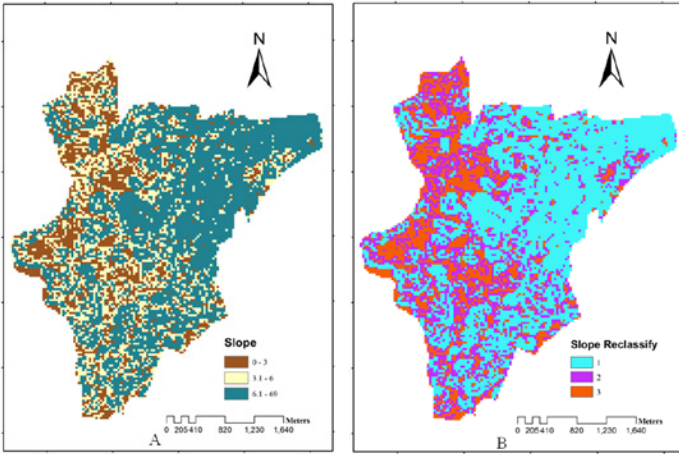 N
Slope
0 - 3
3.1 - 6
6.1 - 69
Meters
0 205 410 820 1,230 1,640
A
N
Slope Reclassify
1
2
3
Meters
0 205 410 820 1,230 1,640
B